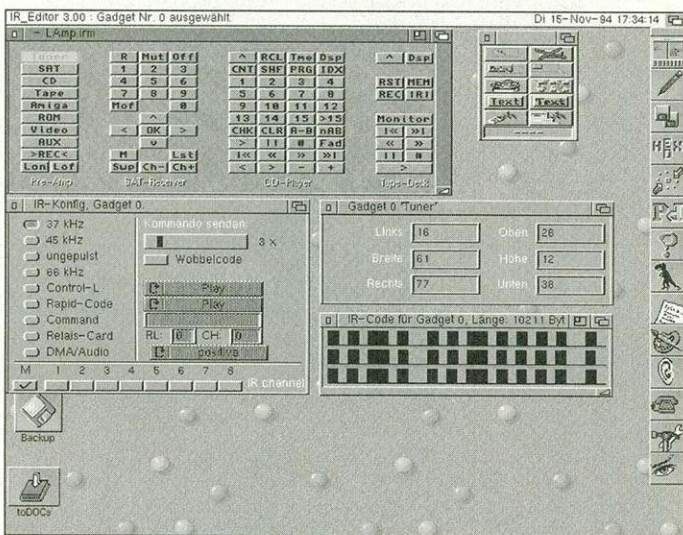 IR_Editor 3.00 : Gadget Nr. 0 ausgewählt.
Di 15-Nov-94 17:34:14
LAmp.irm
Tuner
SAT
CD
Tape
Amiga
ROM
Video
AUX
>REC<
Lon Lof
Pre-Amp
R Mut Off
1 2 3
4 5 6
7 8 9
Mof 0
^
< OK >
v
M Lst
Sup Ch- Ch+
SAT-Receiver
^ RCL Tme Dsp
CNT SHF PRG IDX
1 2 3 4
5 6 7 8
9 10 11 12
13 14 15 >15
CHK CLR A-B nAB
> II # Fad
I<< << >> >>I
< > - +
CD-Player
^ Dsp
RST MEM
REC IRI
Monitor
I<< >>I
<< >>
II #
>
Tape-Deck
Text Text
HEX
IR-Konfig, Gadget 0.
37 kHz
45 kHz
ungepulst
66 kHz
Control-L
Rapid-Code
Command
Relais-Card
DMA/Audio
Kommando senden:
3 x
Wobbelcode
Play
Play
RL: 0 CH: 0
positive
M 1 2 3 4 5 6 7 8
IR channel
Gadget 0 "Tuner"
Links 16 Oben 26
Breite 61 Höhe 12
Rechts 77 Unten 38
IR-Code für Gadget 0, Länge: 10211 Byt
Backup
toDOCs